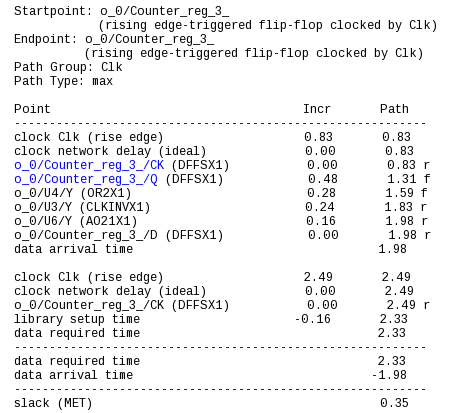 Startpoint: o_0/Counter_reg_3_
(rising edge-triggered flip-flop clocked by Clk)
Endpoint: o_0/Counter_reg_3_
(rising edge-triggered flip-flop clocked by Clk)
Path Group: Clk
Path Type: max
Point Incr Path
-----------------------------------------------------------
clock Clk (rise edge) 0.83 0.83
clock network delay (ideal) 0.00 0.83
o_0/Counter_reg_3_/CK (DFFSX1) 0.00 0.83 r
o_0/Counter_reg_3_/Q (DFFSX1) 0.48 1.31 f
o_0/U4/Y (OR2X1) 0.28 1.59 f
o_0/U3/Y (CLKINVX1) 0.24 1.83 r
o_0/U6/Y (AO21X1) 0.16 1.98 r
o_0/Counter_reg_3_/D (DFFSX1) 0.00 1.98 r
data arrival time 1.98
clock Clk (rise edge) 2.49 2.49
clock network delay (ideal) 0.00 2.49
o_0/Counter_reg_3_/CK (DFFSX1) 0.00 2.49 r
library setup time -0.16 2.33
data required time 2.33
-----------------------------------------------------------
data required time 2.33
data arrival time -1.98
-----------------------------------------------------------
slack (MET) 0.35